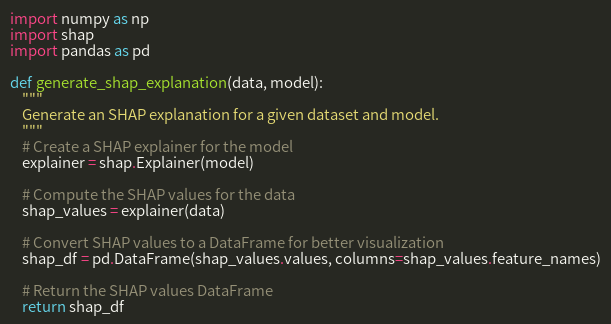 import numpy as np
import shap
import pandas as pd
def generate_shap_explanation(data, model):
"""
Generate an SHAP explanation for a given dataset and model.
"""
# Create a SHAP explainer for the model
explainer = shap.Explainer(model)
# Compute the SHAP values for the data
shap_values = explainer(data)
# Convert SHAP values to a DataFrame for better visualization
shap_df = pd.DataFrame(shap_values.values, columns=shap_values.feature_names)
# Return the SHAP values DataFrame
return shap_df